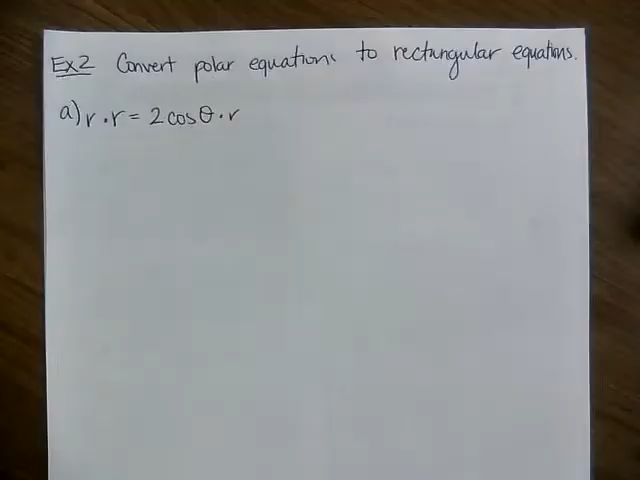 Ex2 Convert polar equations to rectangular equations.
a) r · r = 2 cos θ · r